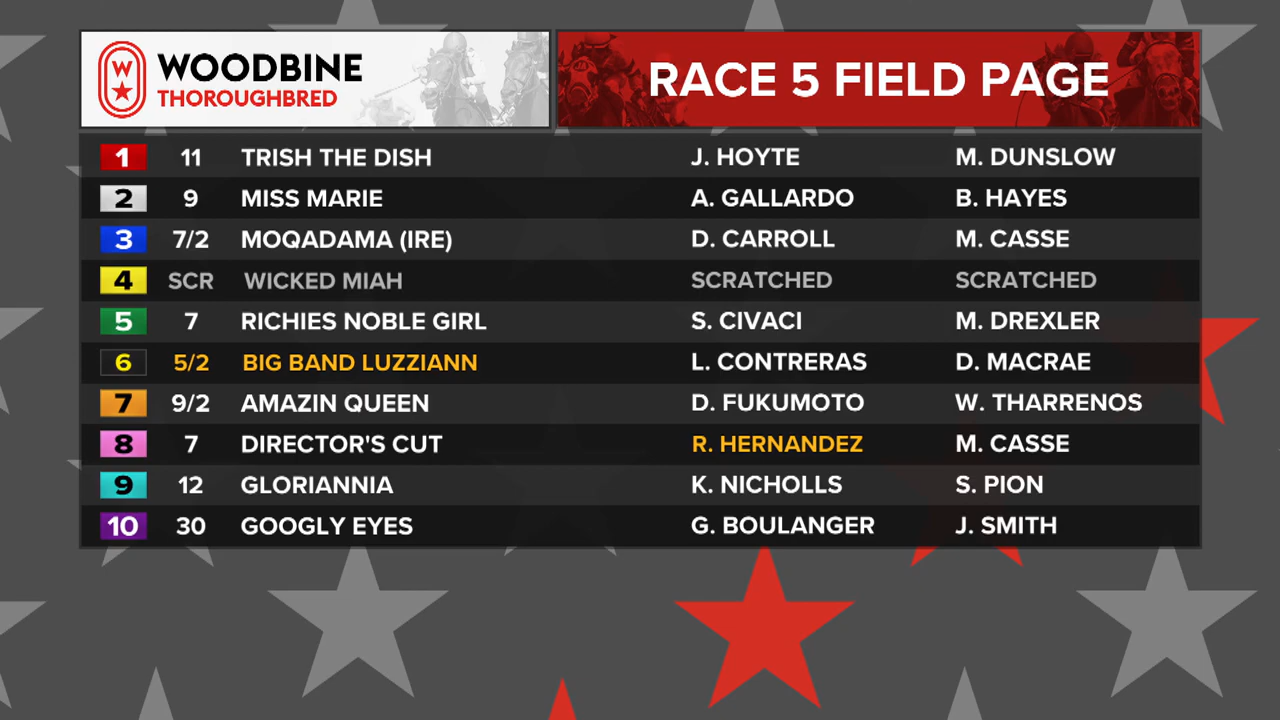 W
WOODBINE
THOROUGHBRED
RACE 5 FIELD PAGE
1 11 TRISH THE DISH J. HOYTE M. DUNSLOW
2 9 MISS MARIE A. GALLARDO B. HAYES
3 7/2 MOQADAMA (IRE) D. CARROLL M. CASSE
4 SCR WICKED MIAH SCRATCHED SCRATCHED
5 7 RICHIES NOBLE GIRL S. CIVACI M. DREXLER
6 5/2 BIG BAND LUZZIANN L. CONTRERAS D. MACRAE
7 9/2 AMAZIN QUEEN D. FUKUMOTO W. THARRENOS
8 7 DIRECTOR'S CUT R. HERNANDEZ M. CASSE
9 12 GLORIANNIA K. NICHOLLS S. PION
10 30 GOOGLY EYES G. BOULANGER J. SMITH